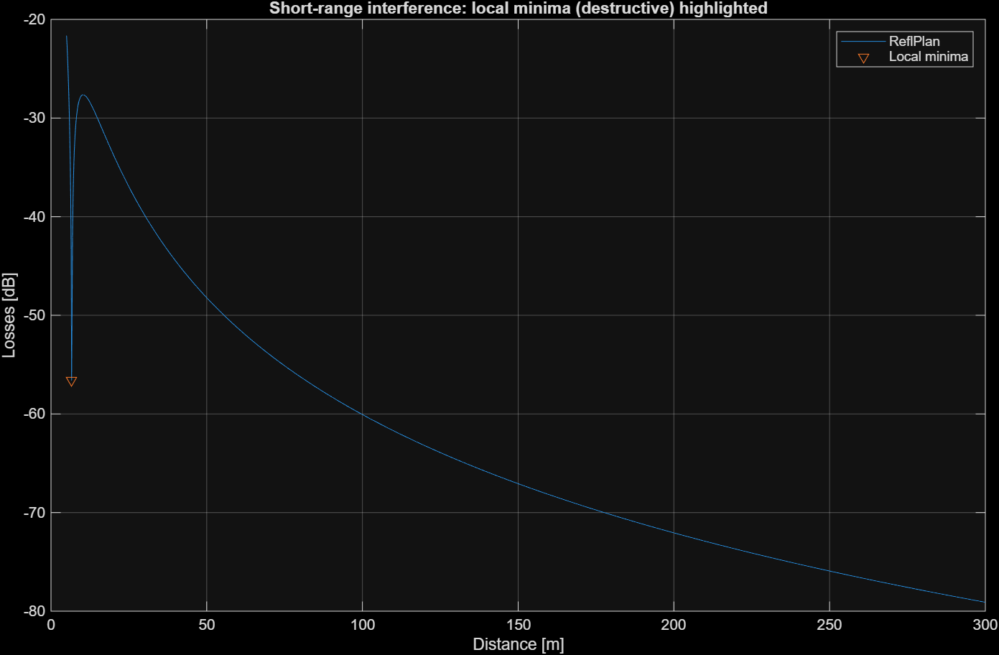 Short-range interference: local minima (destructive) highlighted
ReflPlan
Local minima
Losses [dB]
-20
-30
-40
-50
-60
-70
-80
0 50 100 150 200 250 300
Distance [m]